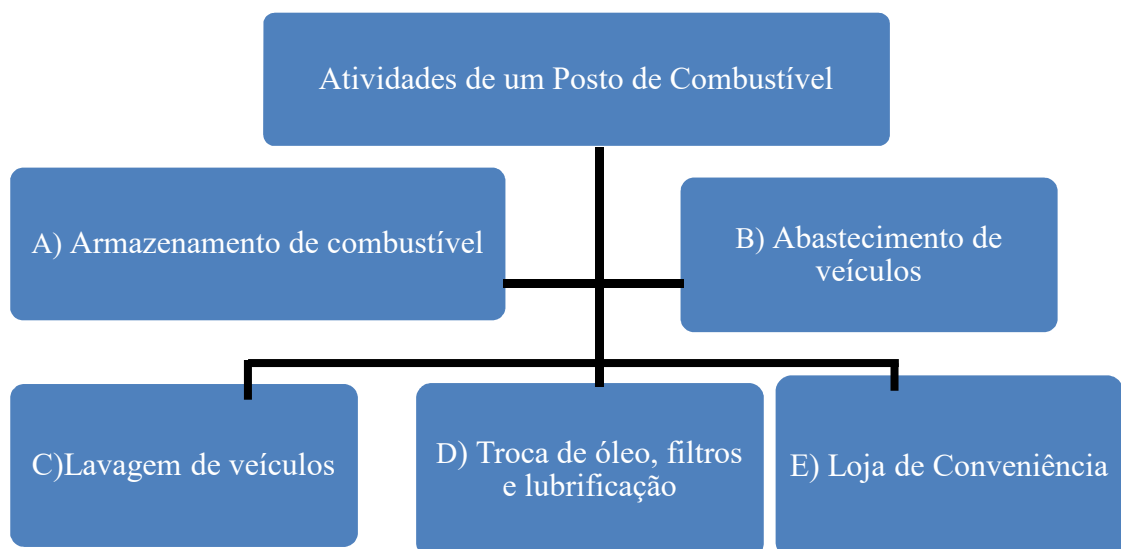 Atividades de um Posto de Combustível
A) Armazenamento de combustível
B) Abastecimento de
veículos
C)Lavagem de veículos
D) Troca de óleo, filtros
e lubrificação
E) Loja de Conveniência